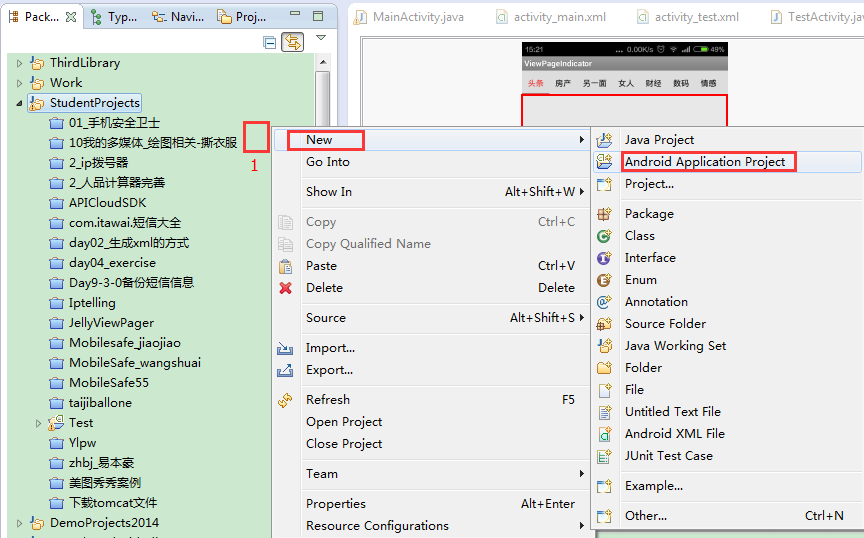 Pack... Typ... Navi... Proj...
MainActivity.java activity_main.xml activity_test.xml TestActivity.jav
ThirdLibrary
Work
StudentProjects
01_手机安全卫士
10我的多媒体_绘图相关-撕衣服
2_ip拨号器
2_人品计算器完善
APICloudSDK
com.itawai.短信大全
day02_生成xml的方式
day04_exercise
Day9-3-0备份短信信息
Iptelling
JellyViewPager
Mobilesafe_jiaojiao
MobileSafe_wangshuai
MobileSafe55
taijiballone
Test
Ylpw
zhbj_易本豪
美图秀秀案例
下载tomcat文件
DemoProjects2014
1
15:21 ... 0.00K/s 49%
ViewPageIndicator
头条 房产 另一面 女人 财经 数码 情感
New
Go Into
Show In Alt+Shift+W
Copy Ctrl+C
Copy Qualified Name
Paste Ctrl+V
Delete Delete
Source Alt+Shift+S
Import...
Export...
Refresh F5
Open Project
Close Project
Team
Properties Alt+Enter
Resource Configurations
Java Project
Android Application Project
Project...
Package
Class
Interface
Enum
Annotation
Source Folder
Java Working Set
Folder
File
Untitled Text File
Android XML File
JUnit Test Case
Example...
Other... Ctrl+N